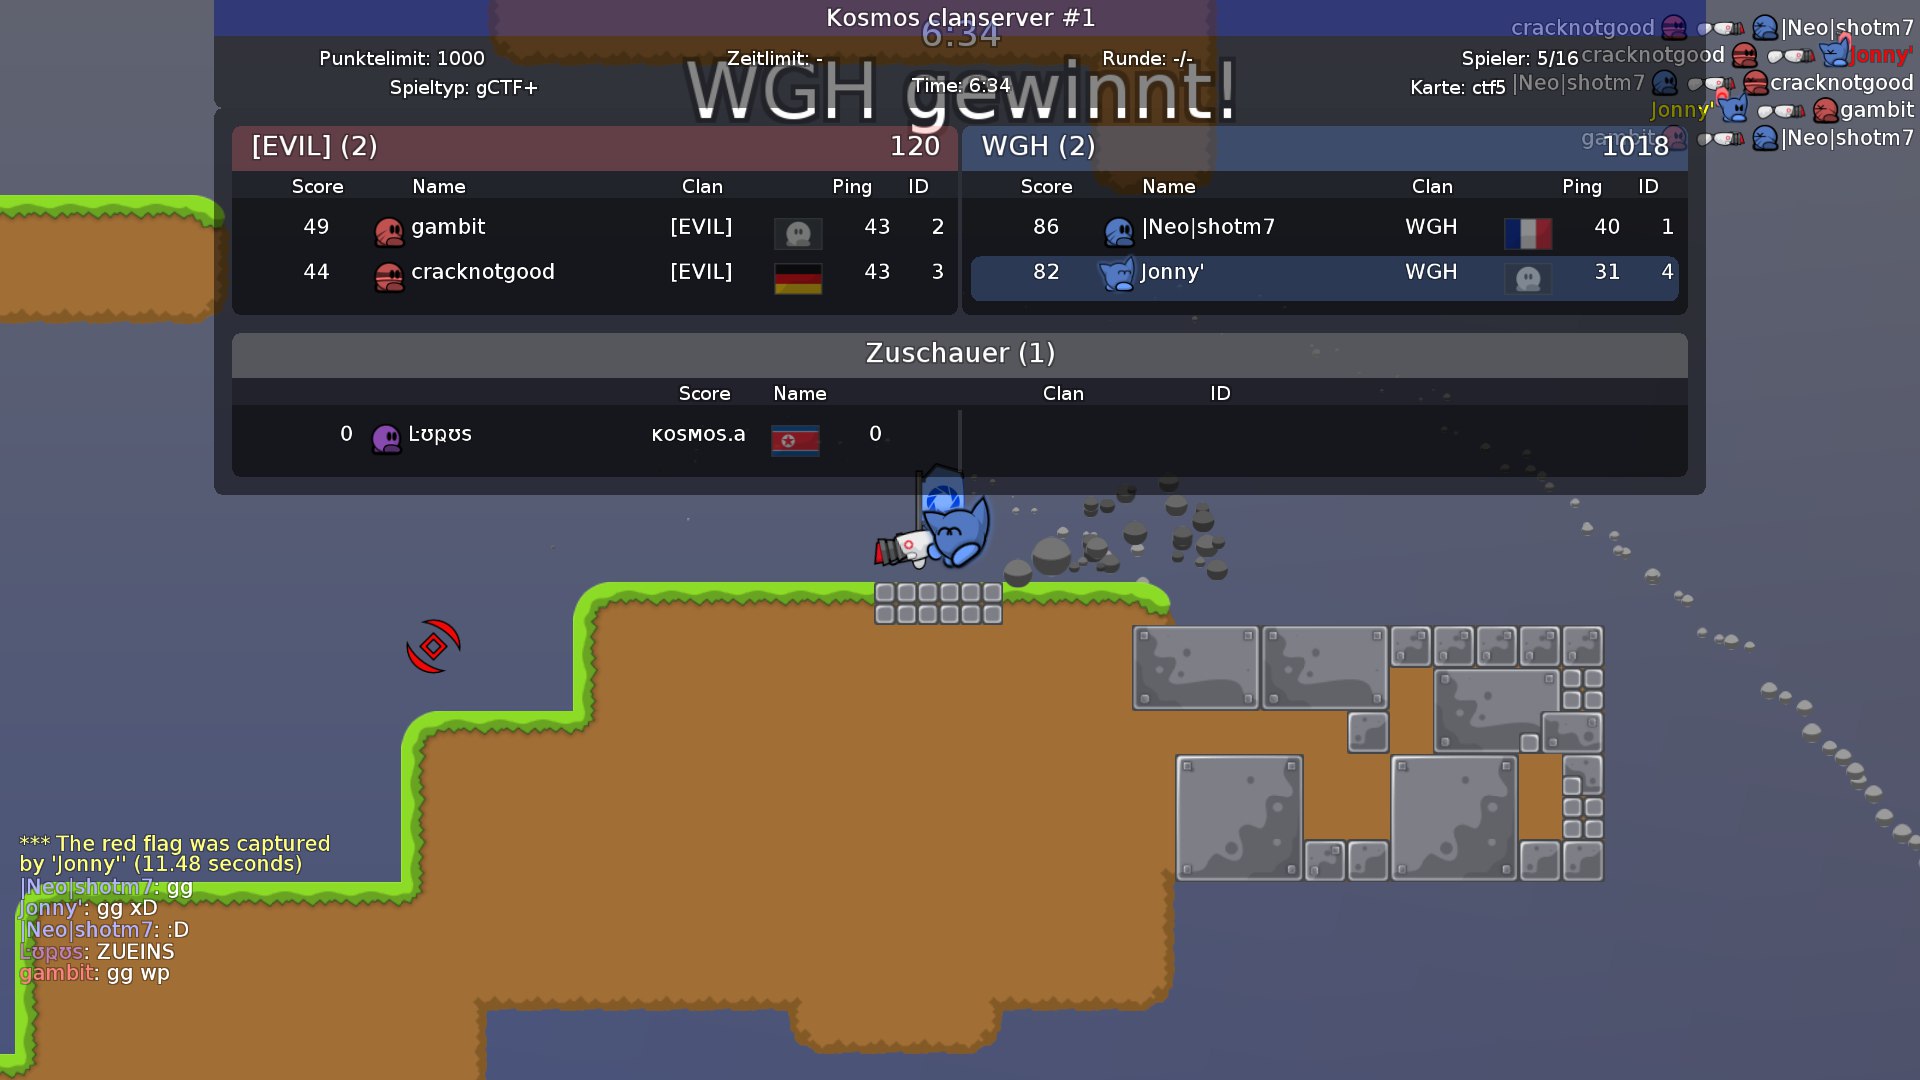 Kosmos clanserver #1
6:34
Punktelimit: 1000
Zeitlimit: -
Runde: -/-
Spieler: 5/16
Spieltyp: gCTF+
Time: 6:34
Karte: ctf5
WGH gewinnt!
cracknotgood |Neo|shotm7
cracknotgood Jonny'
|Neo|shotm7 cracknotgood
Jonny' gambit
gambit |Neo|shotm7
[EVIL] (2) 120
Score Name Clan Ping ID
49 gambit [EVIL] 43 2
44 cracknotgood [EVIL] 43 3
WGH (2) 1018
Score Name Clan Ping ID
86 |Neo|shotm7 WGH 40 1
82 Jonny' WGH 31 4
Zuschauer (1)
Score Name Clan ID
0 Ŀʊpʊs ĸosмos.a 0
*** The red flag was captured
by 'Jonny'' (11.48 seconds)
|Neo|shotm7: gg
Jonny': gg xD
|Neo|shotm7: :D
Ŀʊpʊs: ZUEINS
gambit: gg wp